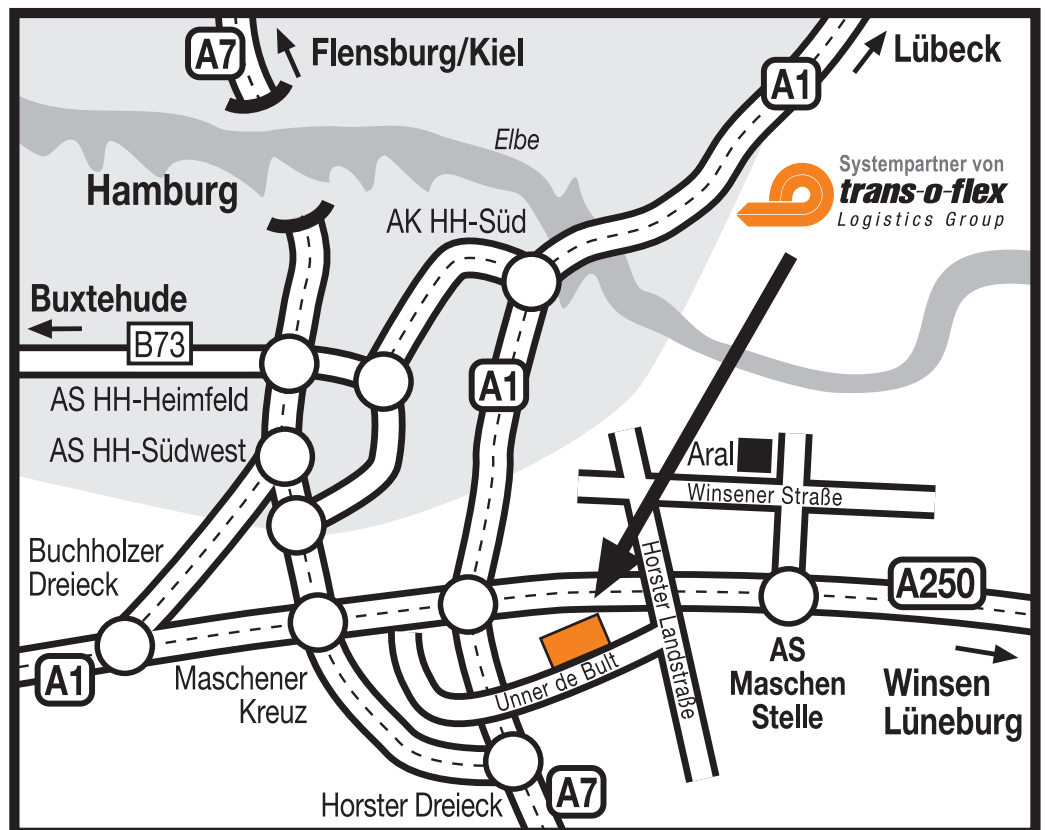 A7
Flensburg/Kiel
A1
Lübeck
Elbe
Systempartner von
trans-o-flex
Logistics Group
Hamburg
AK HH-Süd
Buxtehude
B73
A1
AS HH-Heimfeld
AS HH-Südwest
Aral
Winsener Straße
Buchholzer
Dreieck
Horster Landstraße
A250
A1
Maschener
Kreuz
Unner de Bult
AS
Maschen
Stelle
Winsen
Lüneburg
Horster Dreieck
A7